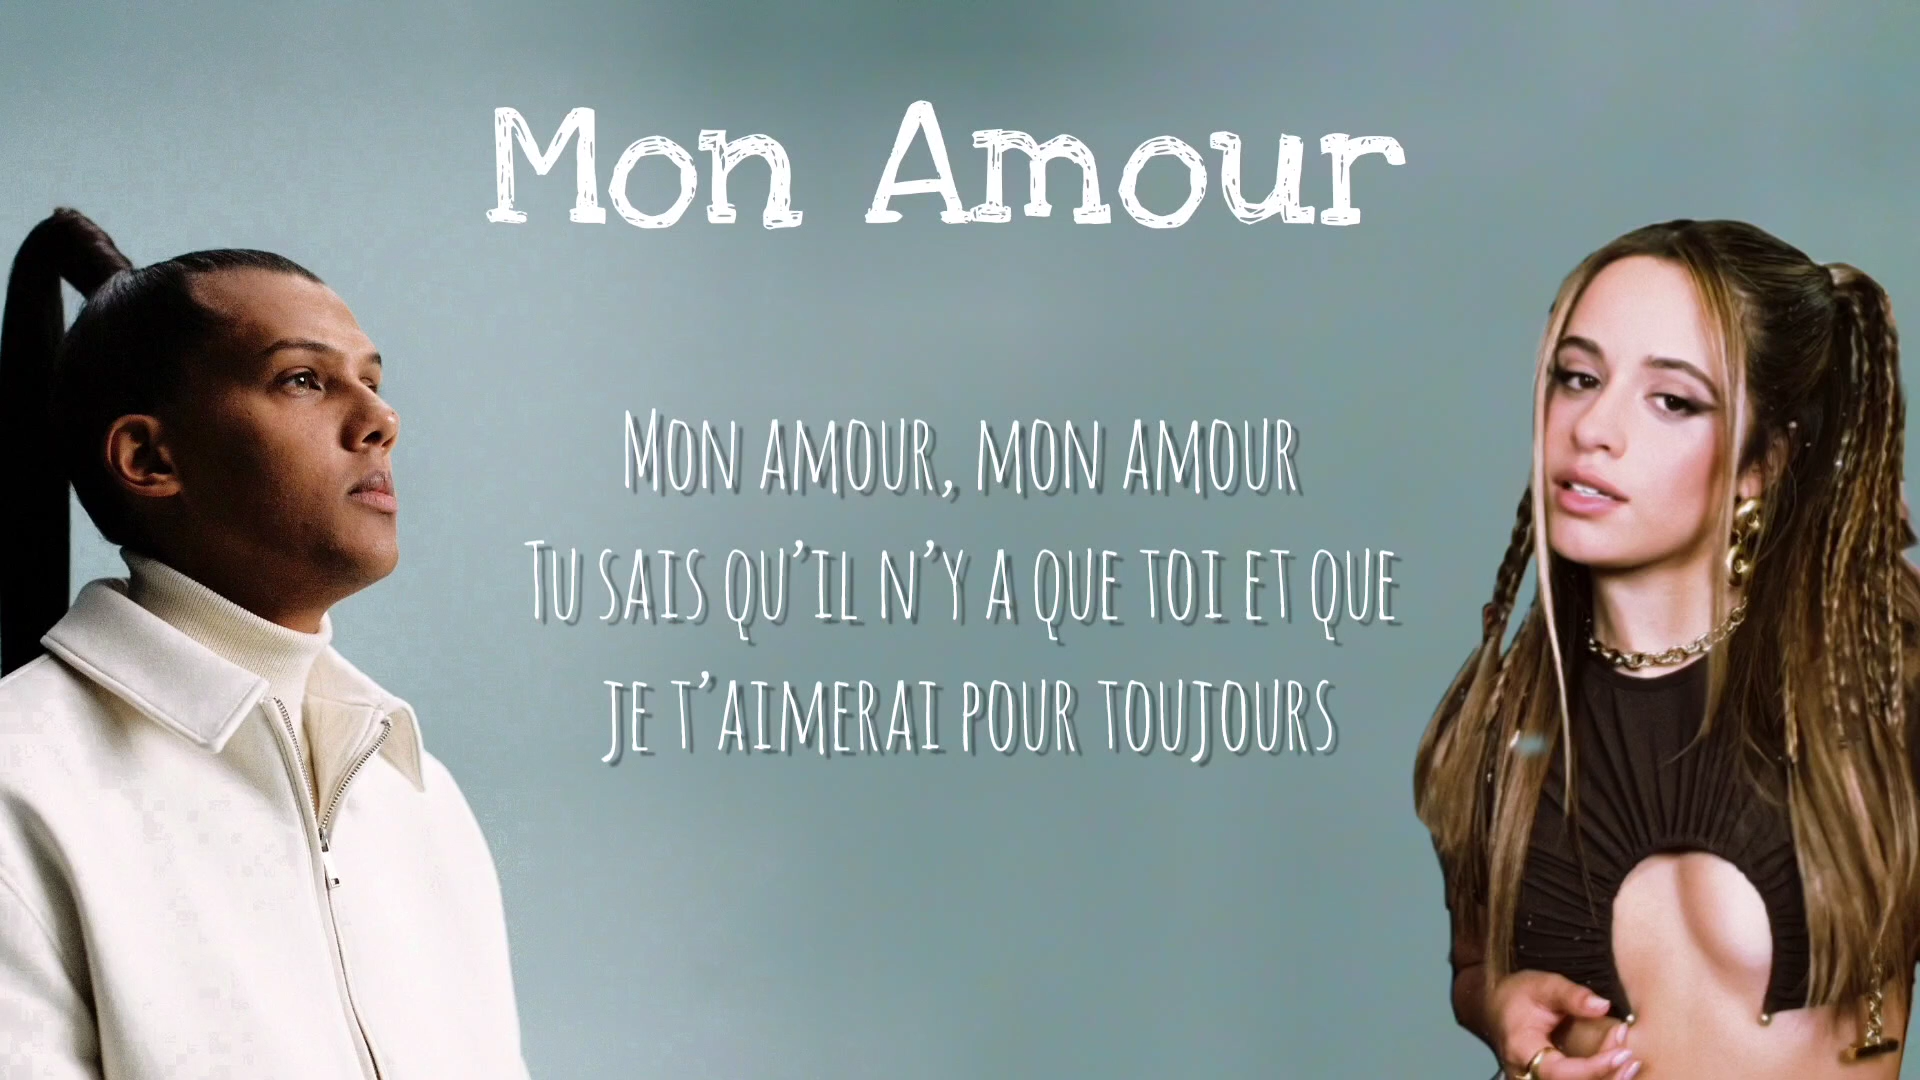 Mon Amour
Mon amour, mon amour
Tu sais qu’il n’y a que toi et que
je t’aimerai pour toujours